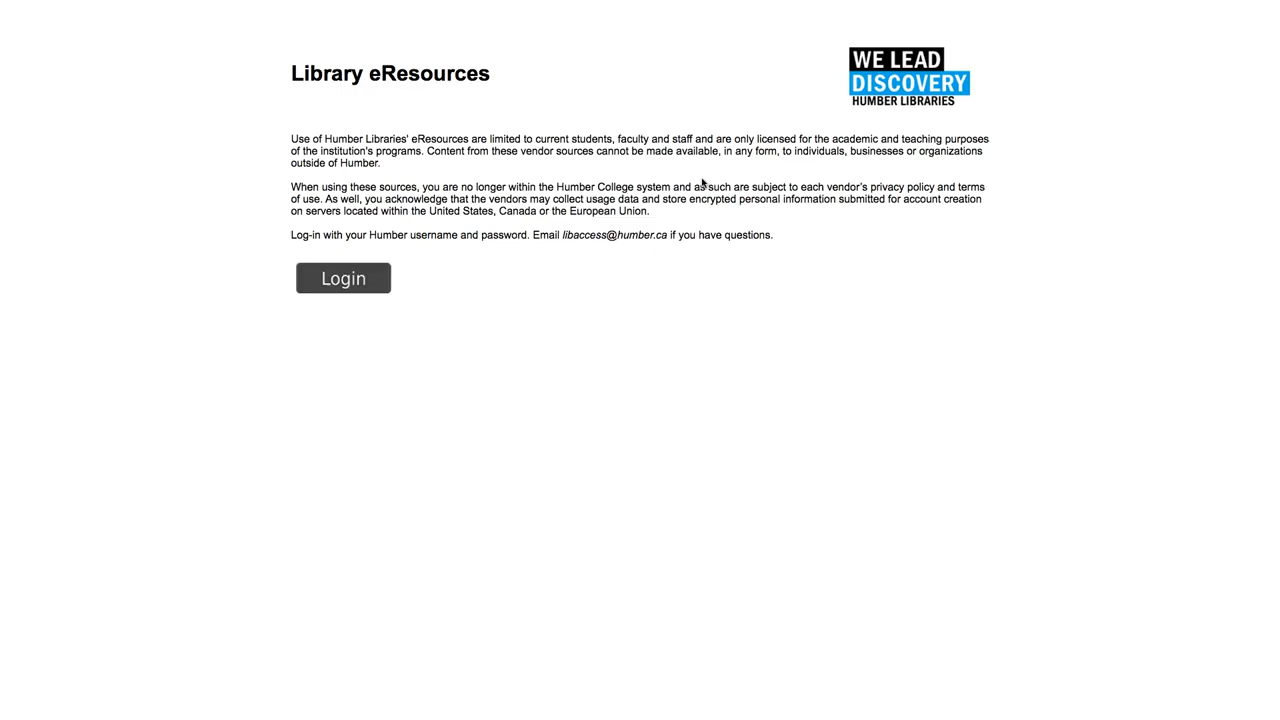 Library eResources
WE LEAD
DISCOVERY
HUMBER LIBRARIES
Use of Humber Libraries' eResources are limited to current students, faculty and staff and are only licensed for the academic and teaching purposes
of the institution's programs. Content from these vendor sources cannot be made available, in any form, to individuals, businesses or organizations
outside of Humber.
When using these sources, you are no longer within the Humber College system and as such are subject to each vendor's privacy policy and terms
of use. As well, you acknowledge that the vendors may collect usage data and store encrypted personal information submitted for account creation
on servers located within the United States, Canada or the European Union.
Log-in with your Humber username and password. Email libaccess@humber.ca if you have questions.
Login